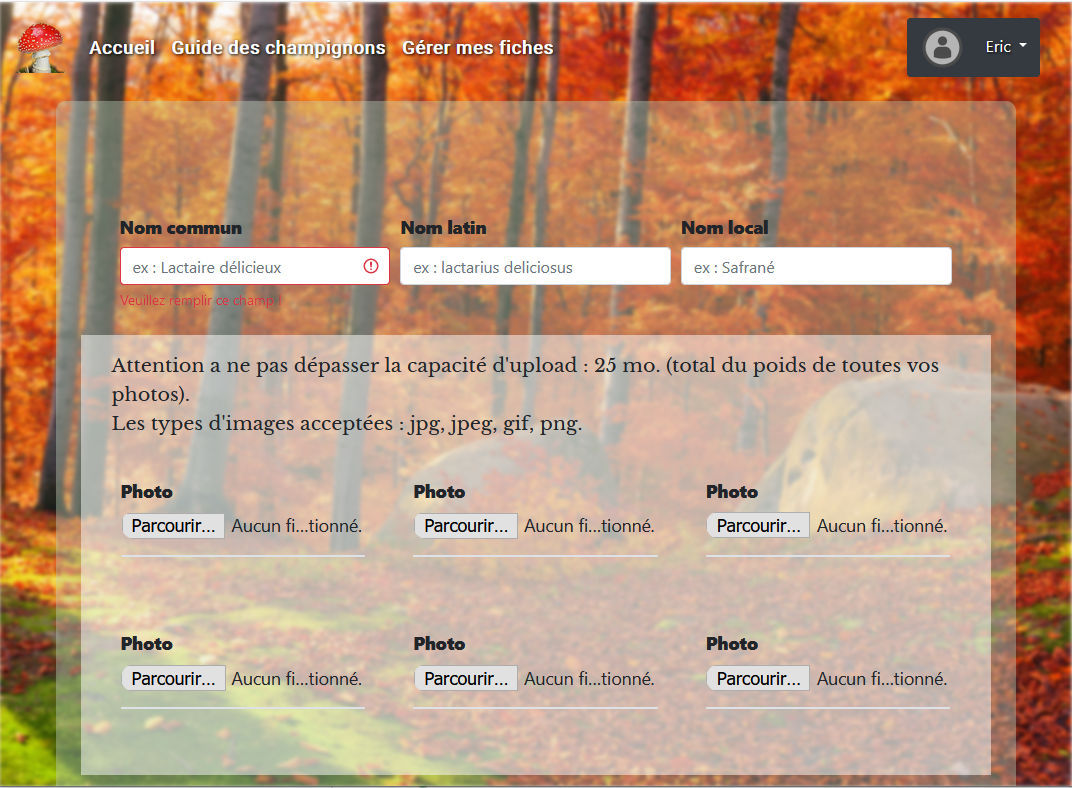 Accueil Guide des champignons Gérer mes fiches Eric
Nom commun Nom latin Nom local
ex : Lactaire délicieux ex : lactarius deliciosus ex : Safrané
Veuillez remplir ce champ !
Attention a ne pas dépasser la capacité d'upload : 25 mo. (total du poids de toutes vos
photos).
Les types d'images acceptées : jpg, jpeg, gif, png.
Photo Photo Photo
Parcourir... Aucun fi...tionné. Parcourir... Aucun fi...tionné. Parcourir... Aucun fi...tionné.
Photo Photo Photo
Parcourir... Aucun fi...tionné. Parcourir... Aucun fi...tionné. Parcourir... Aucun fi...tionné.